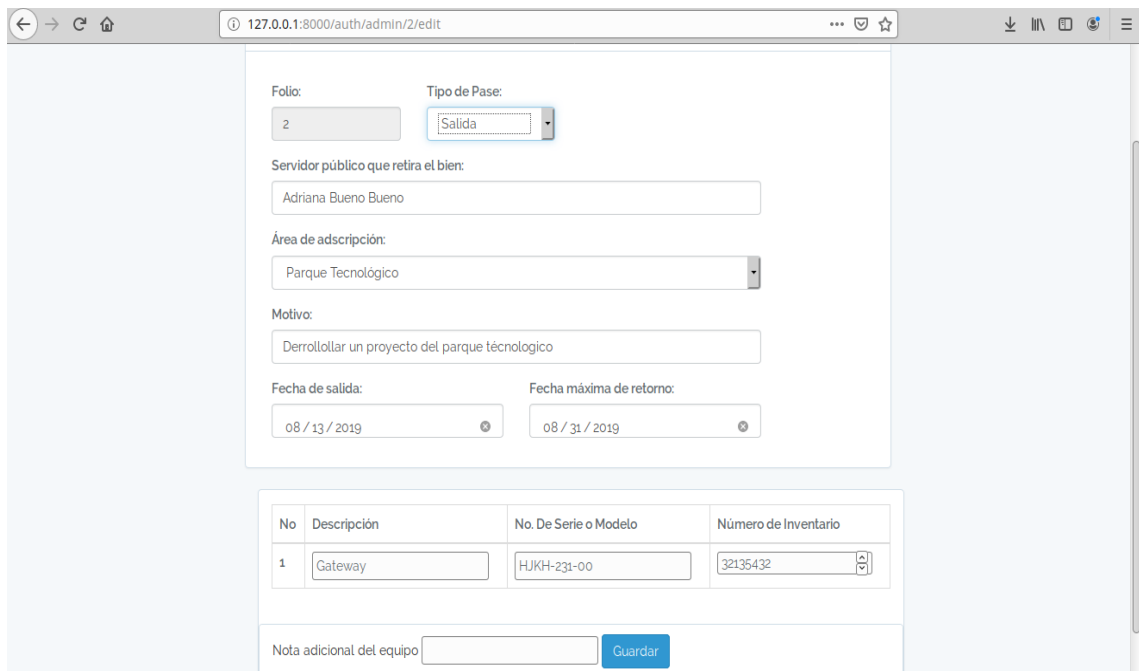 127.0.0.1:8000/auth/admin/2/edit
Folio: Tipo de Pase:
2 Salida
Servidor público que retira el bien:
Adriana Bueno Bueno
Área de adscripción:
Parque Tecnológico
Motivo:
Derrollollar un proyecto del parque técnologico
Fecha de salida: Fecha máxima de retorno:
08 / 13 / 2019 08 / 31 / 2019
No Descripción No. De Serie o Modelo Número de Inventario
1 Gateway HJKH-231-00 32135432
Nota adicional del equipo Guardar